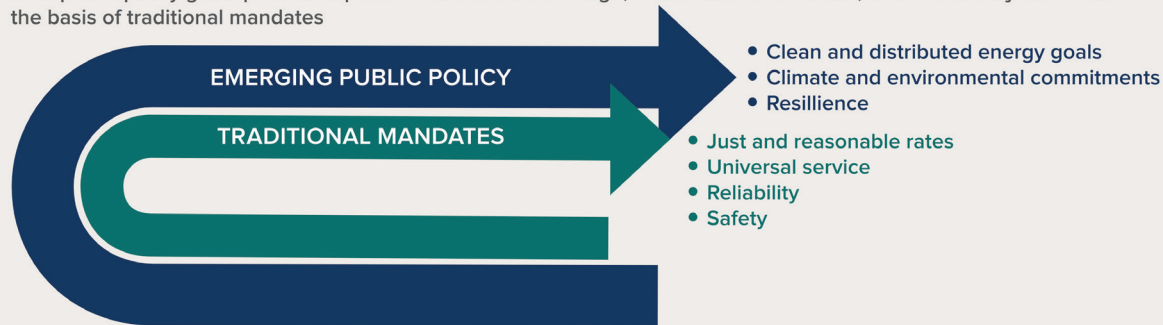 the basis of traditional mandates
EMERGING PUBLIC POLICY
• Clean and distributed energy goals
• Climate and environmental commitments
• Resillience
TRADITIONAL MANDATES
• Just and reasonable rates
• Universal service
• Reliability
• Safety